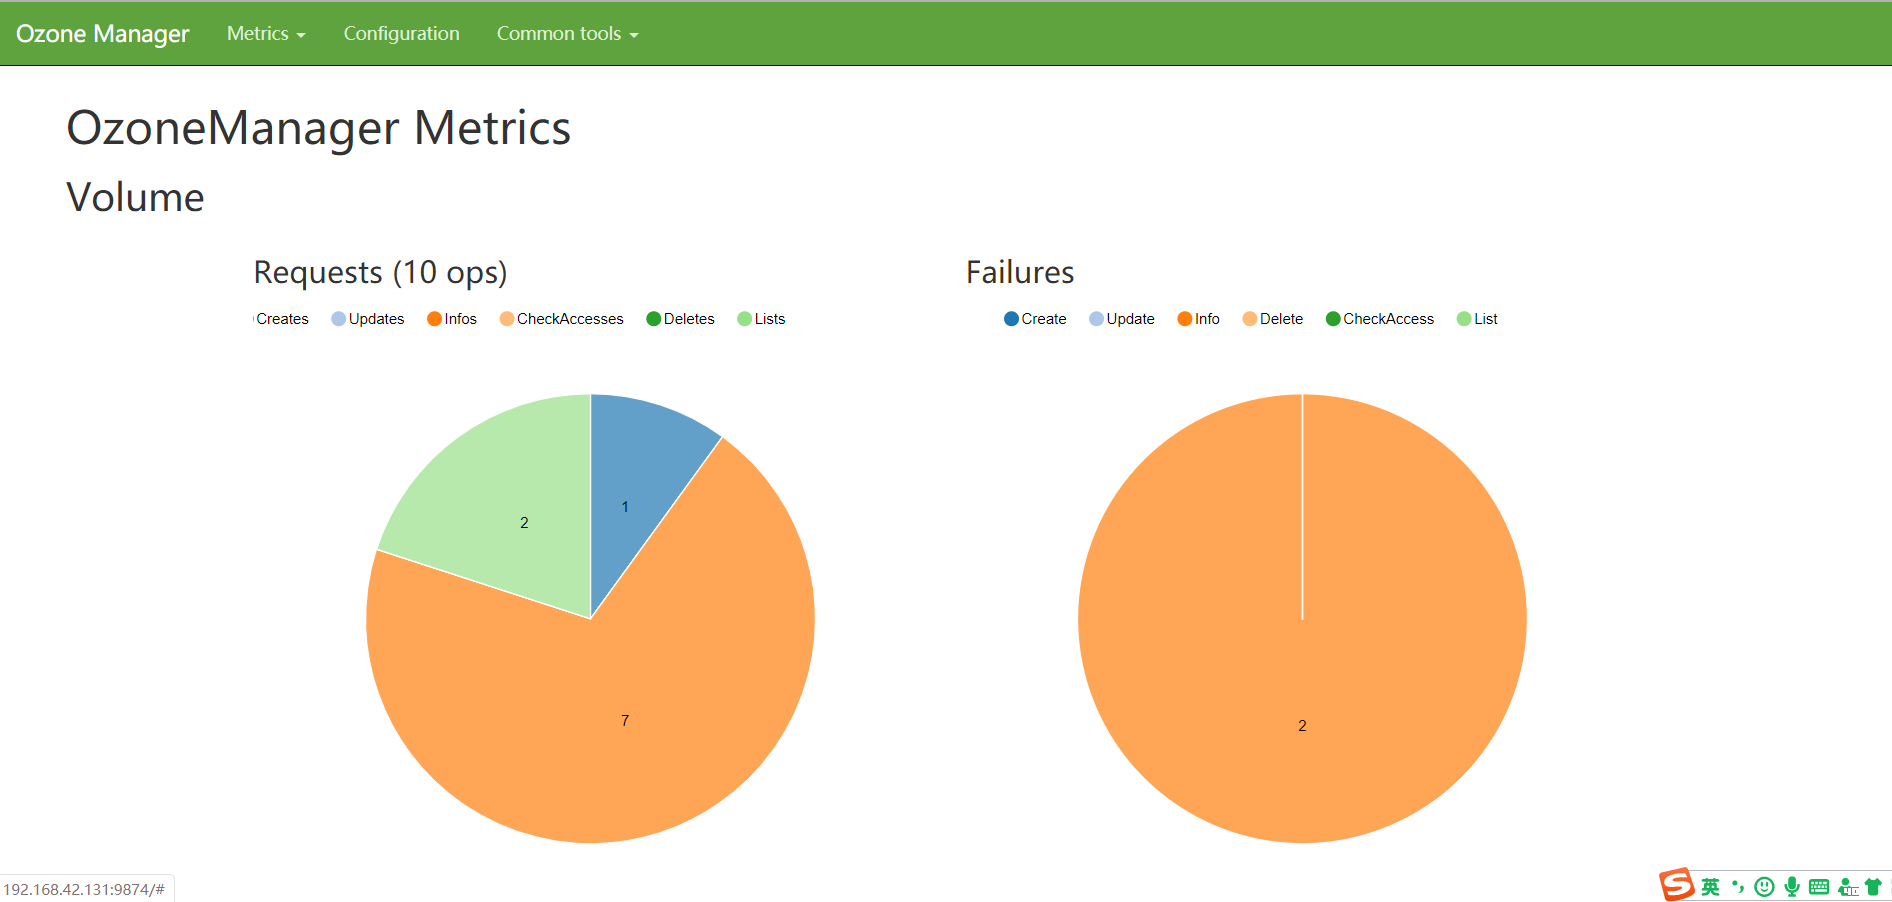 Ozone Manager Metrics Configuration Common tools
OzoneManager Metrics
Volume
Requests (10 ops)
Creates Updates Infos CheckAccesses Deletes Lists
1
2
7
Failures
Create Update Info Delete CheckAccess List
2
192.168.42.131:9874/#
S 英 •,